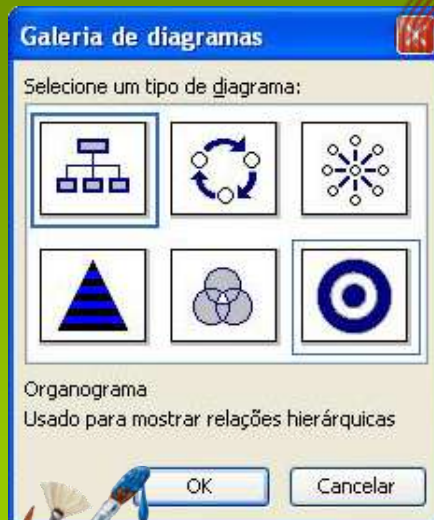 Galeria de diagramas
Selecione um tipo de diagrama:
Organograma
Usado para mostrar relações hierárquicas
OK
Cancelar